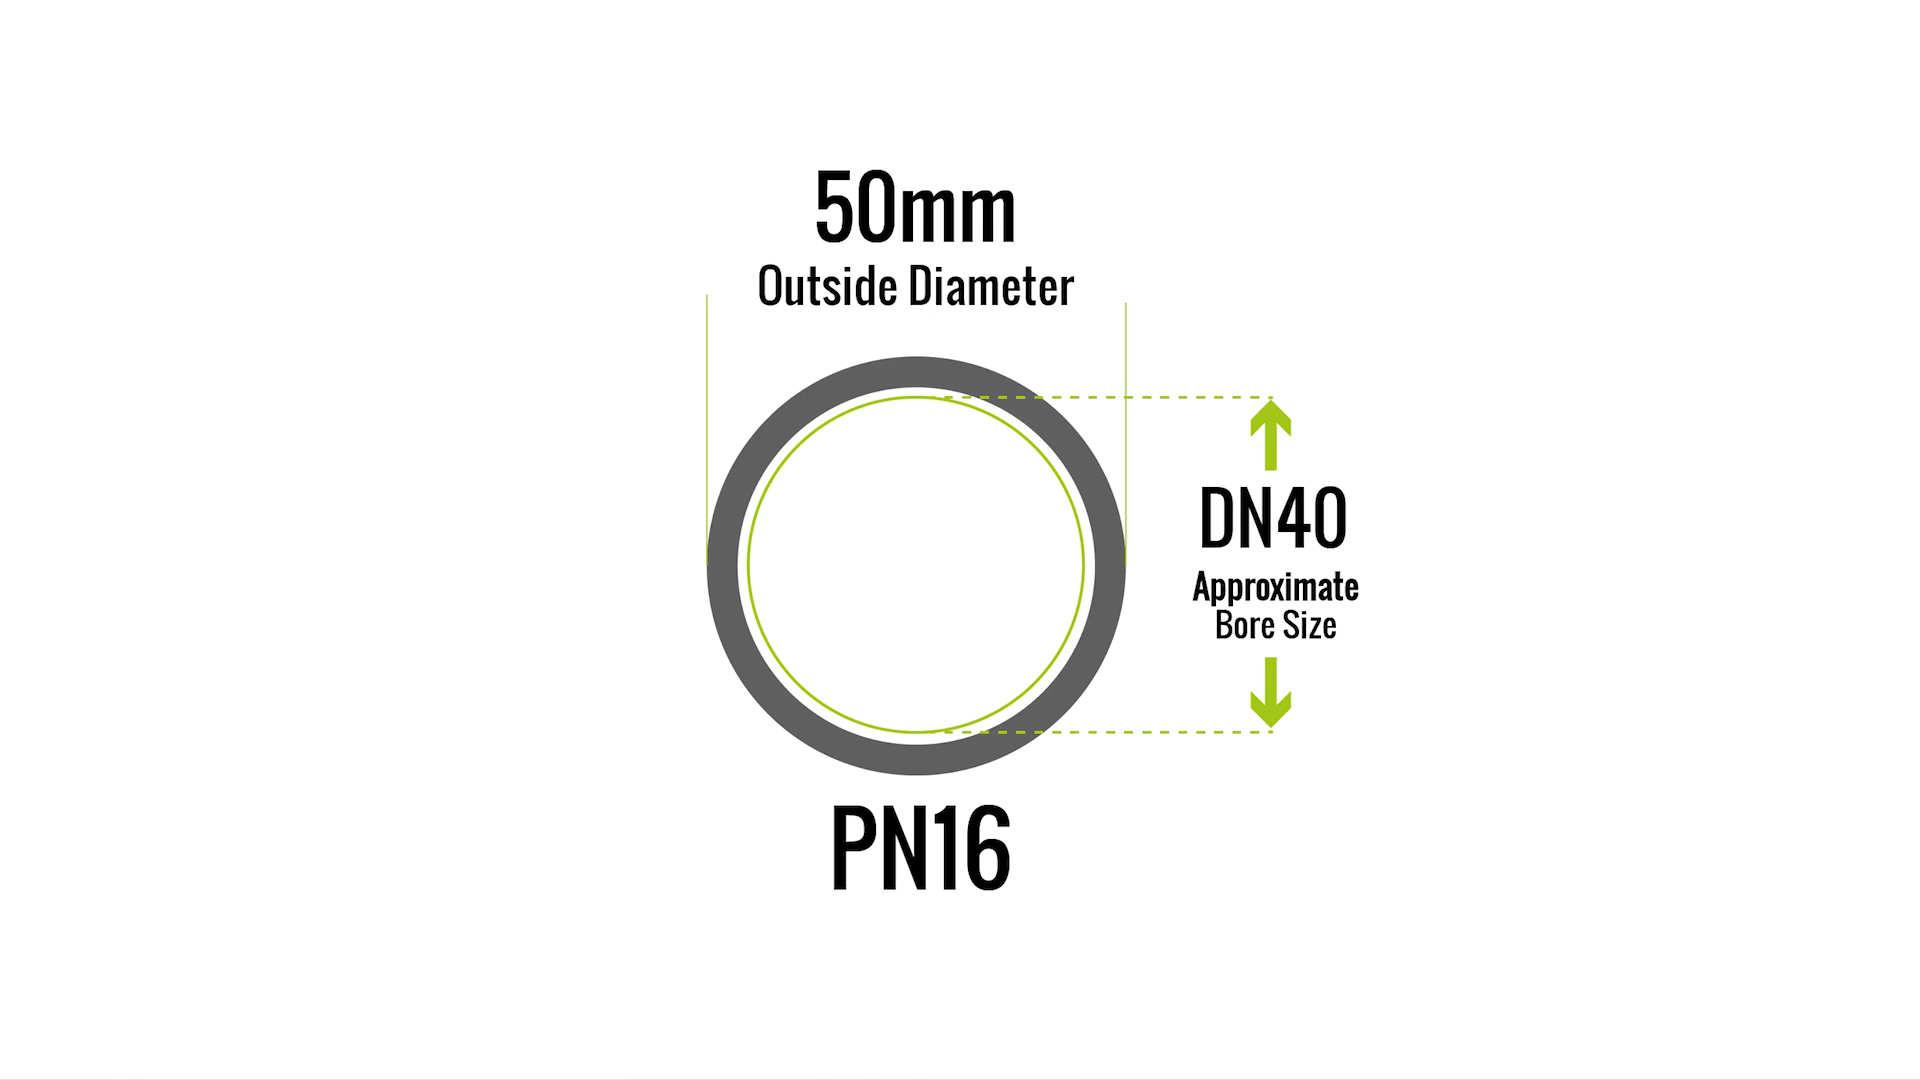 50mm
Outside Diameter
DN40
Approximate
Bore Size
PN16